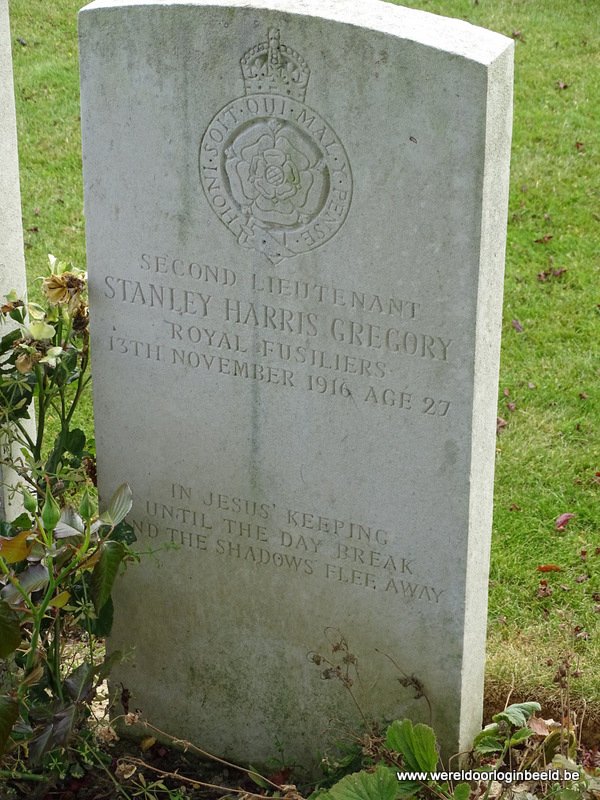 HONI·SOIT·QUI·MAL·Y·PENSE
SECOND LIEUTENANT
STANLEY HARRIS GREGORY
ROYAL FUSILIERS
13TH NOVEMBER 1916 AGE 27
IN JESUS' KEEPING
UNTIL THE DAY BREAK
AND THE SHADOWS FLEE AWAY
www.wereldoorloginbeeld.be